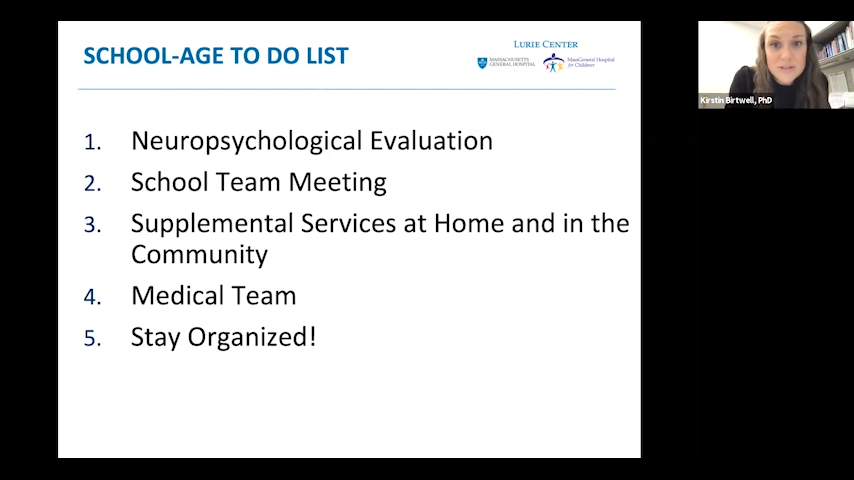 SCHOOL-AGE TO DO LIST
LURIE CENTER
MASSACHUSETTS
GENERAL HOSPITAL
MassGeneral Hospital
for Children
Kirstin Birtwell, PhD
1. Neuropsychological Evaluation
2. School Team Meeting
3. Supplemental Services at Home and in the
Community
4. Medical Team
5. Stay Organized!